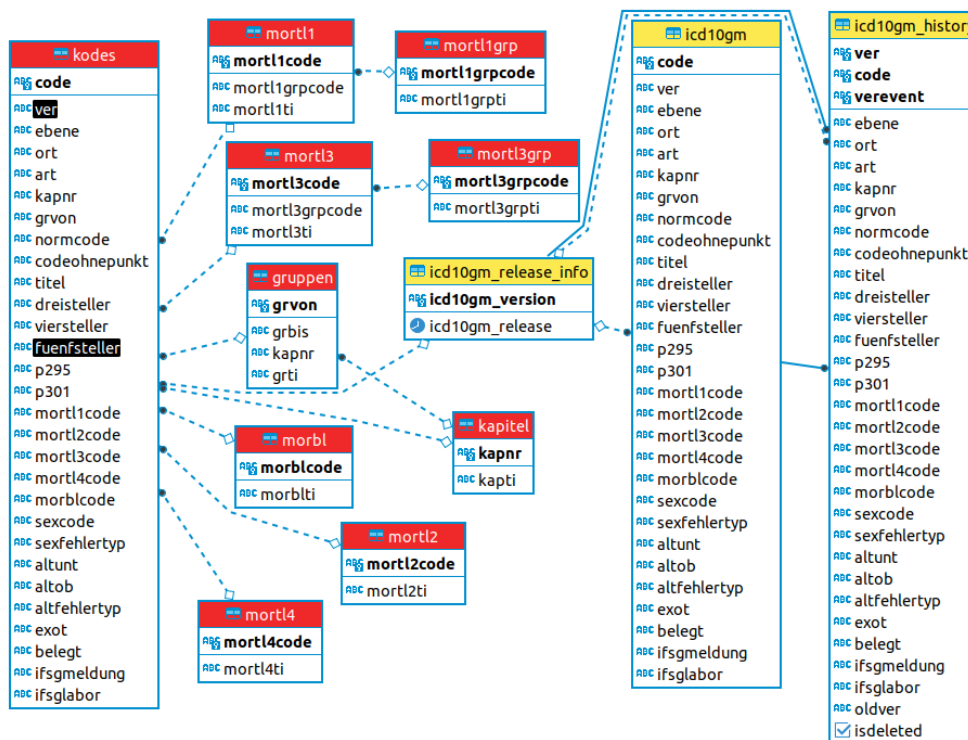 kodes
code
ver
ebene
ort
art
kapnr
grvon
normcode
codeohnepunkt
titel
dreisteller
viersteller
fuenfsteller
p295
p301
mortl1code
mortl2code
mortl3code
mortl4code
morblcode
sexcode
sexfehlertyp
altunt
altob
altfehlertyp
exot
belegt
ifsgmeldung
ifsglabor
mortl1
mortl1code
mortl1grpcode
mortl1ti
mortl1grp
mortl1grpcode
mortl1grpti
mortl3
mortl3code
mortl3grpcode
mortl3ti
mortl3grp
mortl3grpcode
mortl3grpti
gruppen
grvon
grbis
kapnr
grti
icd10gm_release_info
icd10gm_version
icd10gm_release
morbl
morblcode
morblti
kapitel
kapnr
kapti
mortl2
mortl2code
mortl2ti
mortl4
mortl4code
mortl4ti
icd10gm
code
ver
ebene
ort
art
kapnr
grvon
normcode
codeohnepunkt
titel
dreisteller
viersteller
fuenfsteller
p295
p301
mortl1code
mortl2code
mortl3code
mortl4code
morblcode
sexcode
sexfehlertyp
altunt
altob
altfehlertyp
exot
belegt
ifsgmeldung
ifsglabor
icd10gm_history
ver
code
verevent
ebene
ort
art
kapnr
grvon
normcode
codeohnepunkt
titel
dreisteller
viersteller
fuenfsteller
p295
p301
mortl1code
mortl2code
mortl3code
mortl4code
morblcode
sexcode
sexfehlertyp
altunt
altob
altfehlertyp
exot
belegt
ifsgmeldung
ifsglabor
oldver
isdeleted